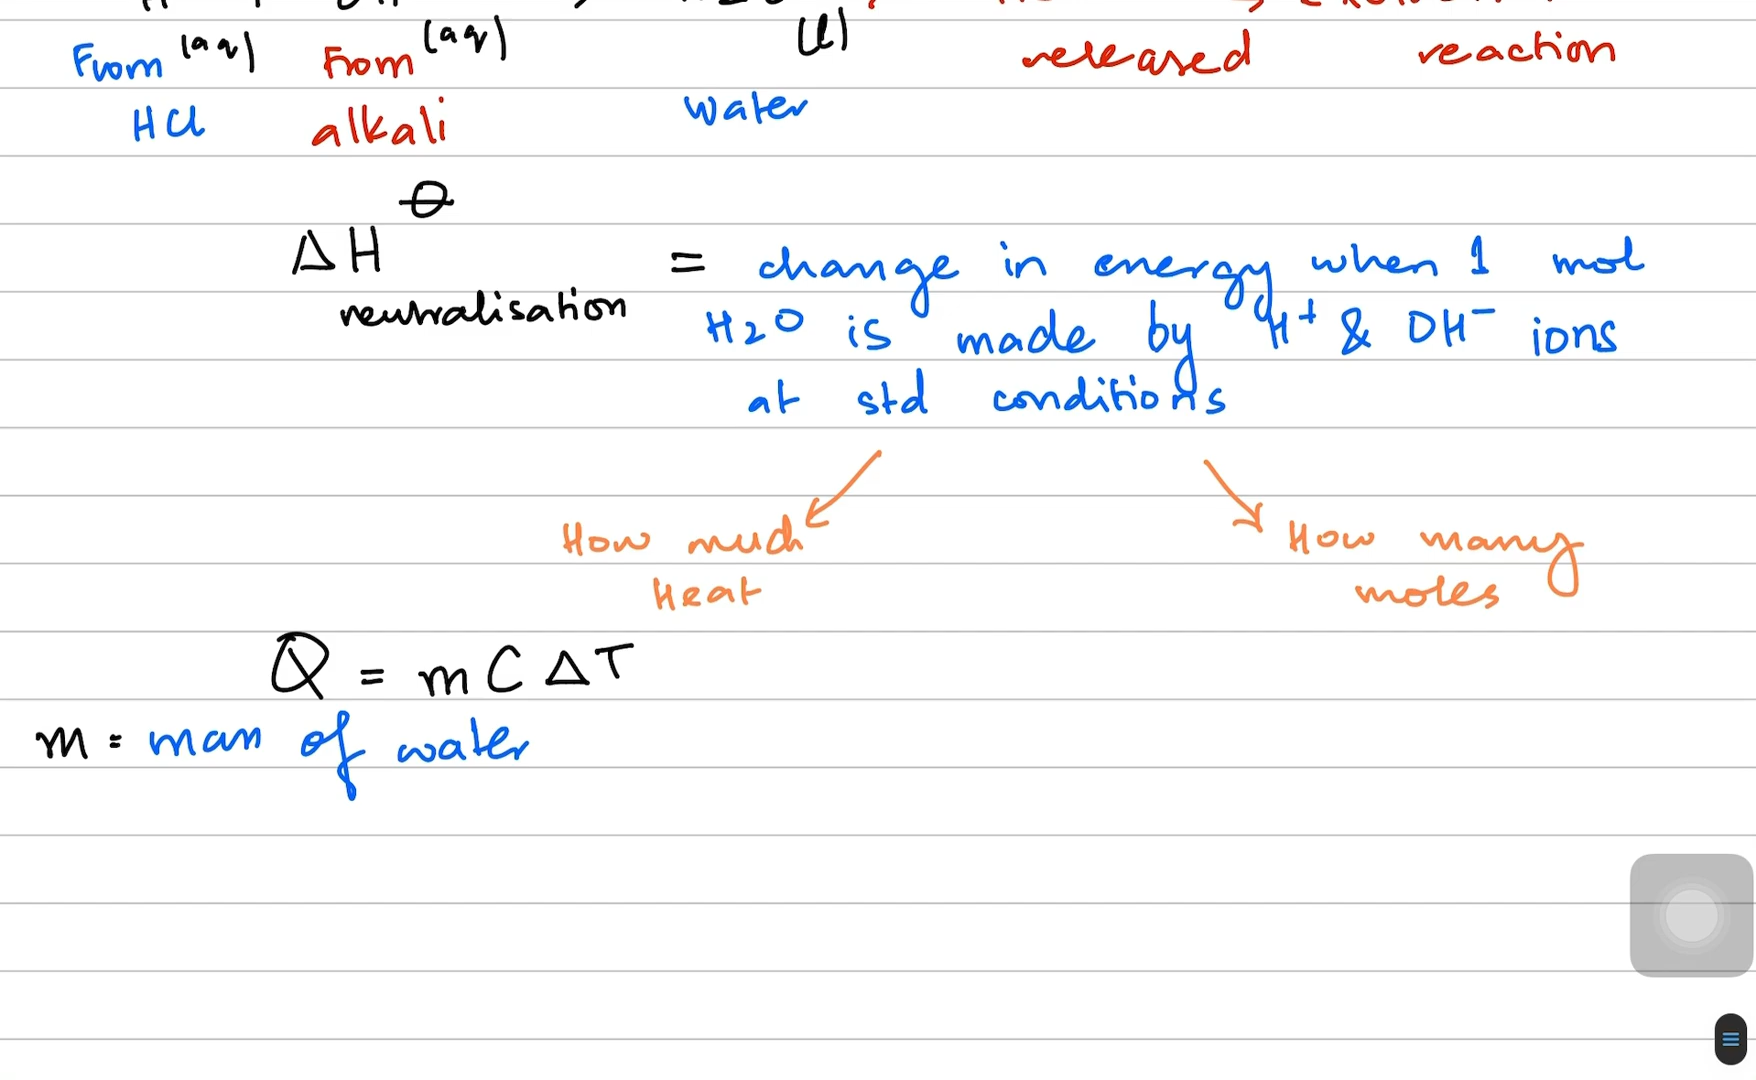 From (aq) From (aq) (l) released reaction
HCl alkali water
ΔH⦵ neutralisation = change in energy when 1 mol
H2O is made by H+ & OH− ions
at std conditions
How much How many
Heat moles
Q = mCΔT
m = mass of water